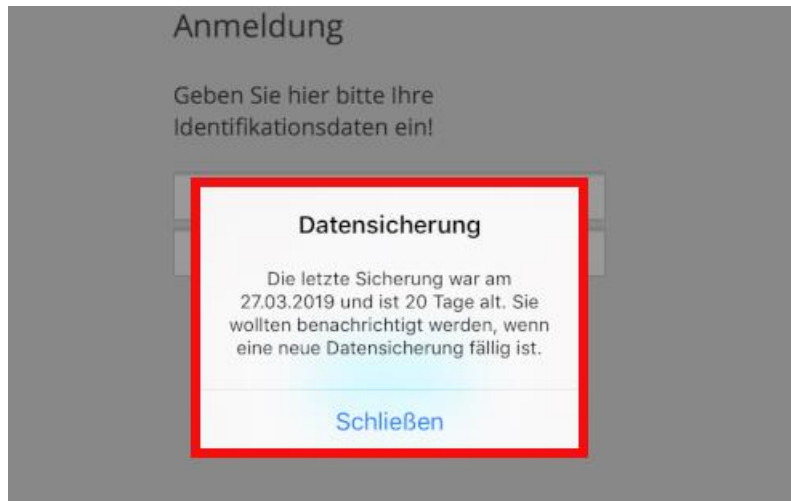 Anmeldung
Geben Sie hier bitte Ihre
Identifikationsdaten ein!
Datensicherung
Die letzte Sicherung war am
27.03.2019 und ist 20 Tage alt. Sie
wollten benachrichtigt werden, wenn
eine neue Datensicherung fällig ist.
Schließen